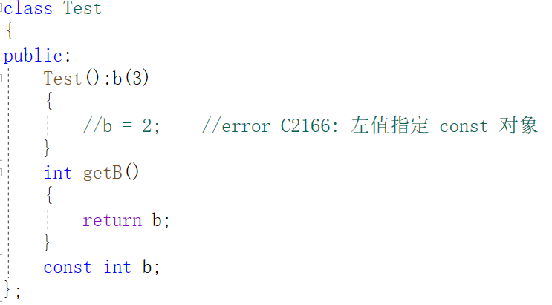 class Test
{
public:
    Test():b(3)
    {
        //b = 2;    //error C2166: 左值指定 const 对象
    }
    int getB()
    {
        return b;
    }
    const int b;
};